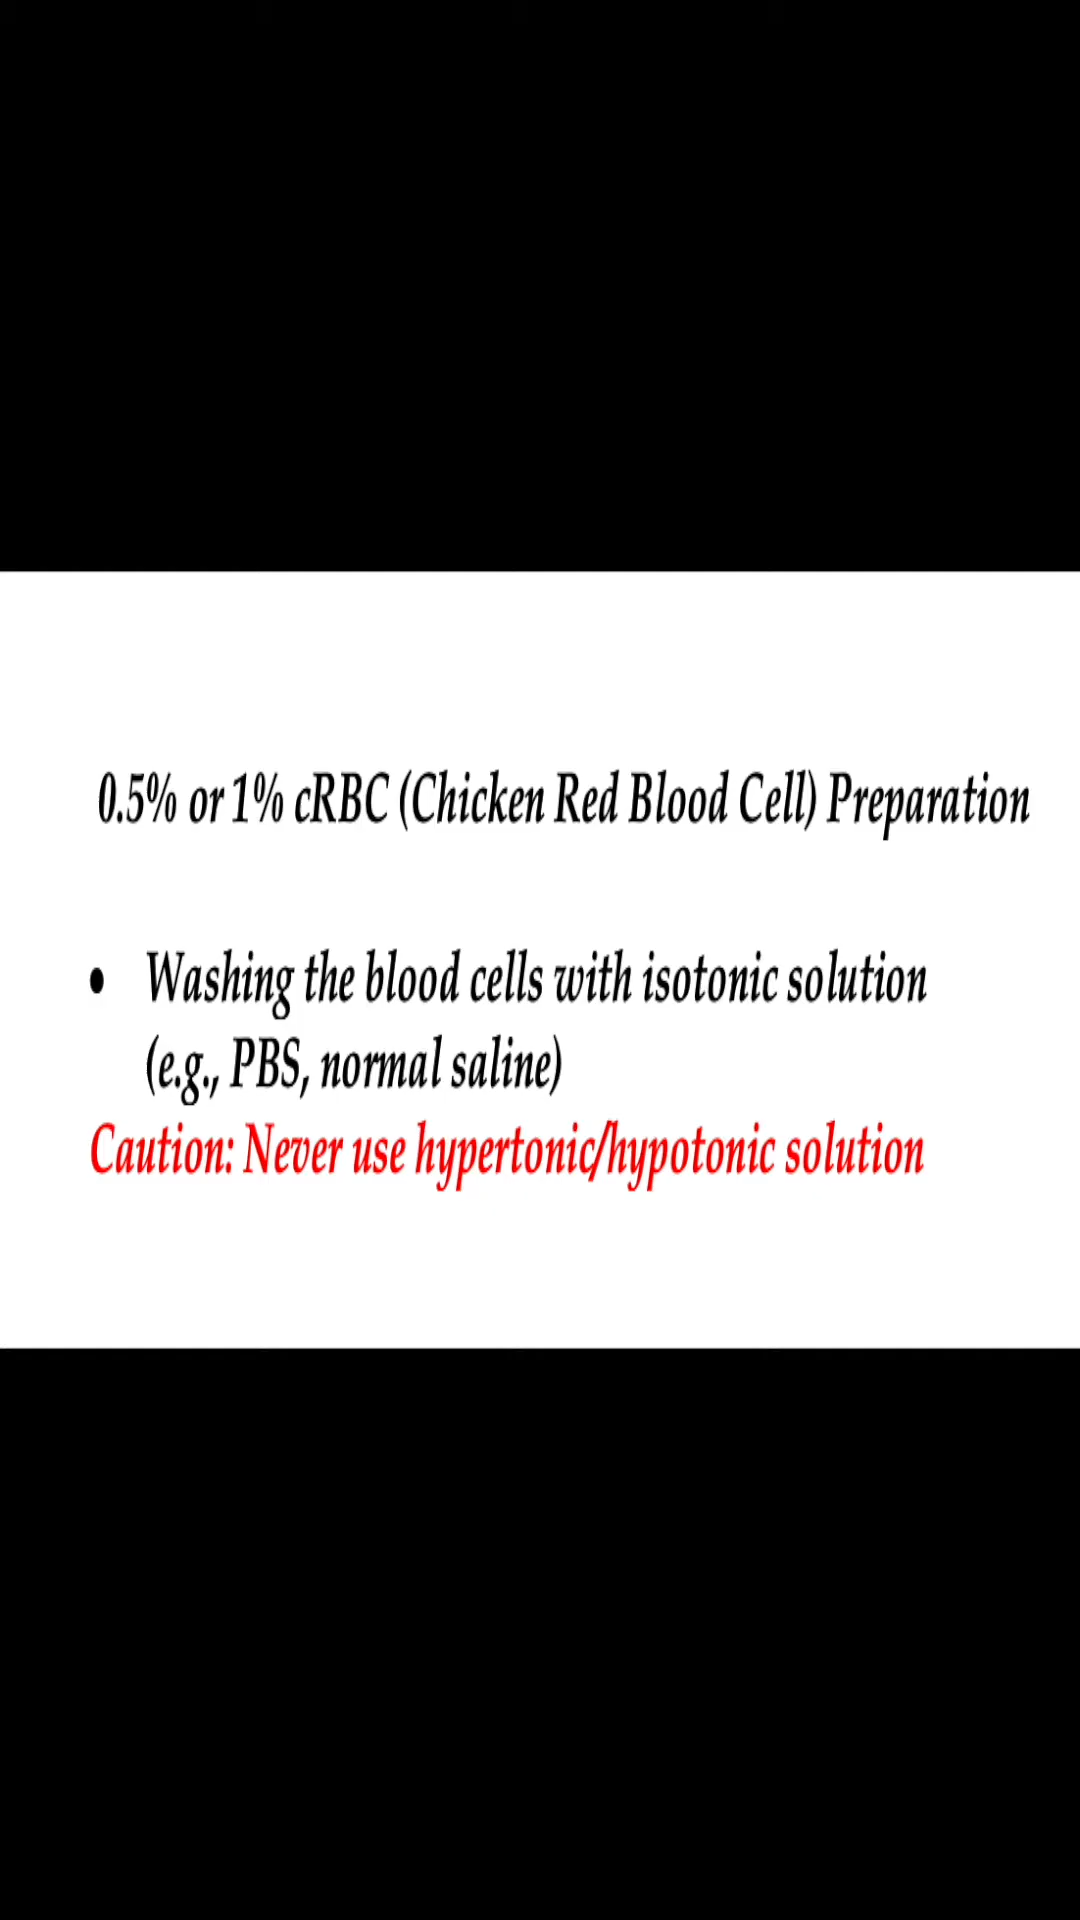 0.5% or 1% cRBC (Chicken Red Blood Cell) Preparation
• Washing the blood cells with isotonic solution
(e.g., PBS, normal saline)
Caution: Never use hypertonic/hypotonic solution